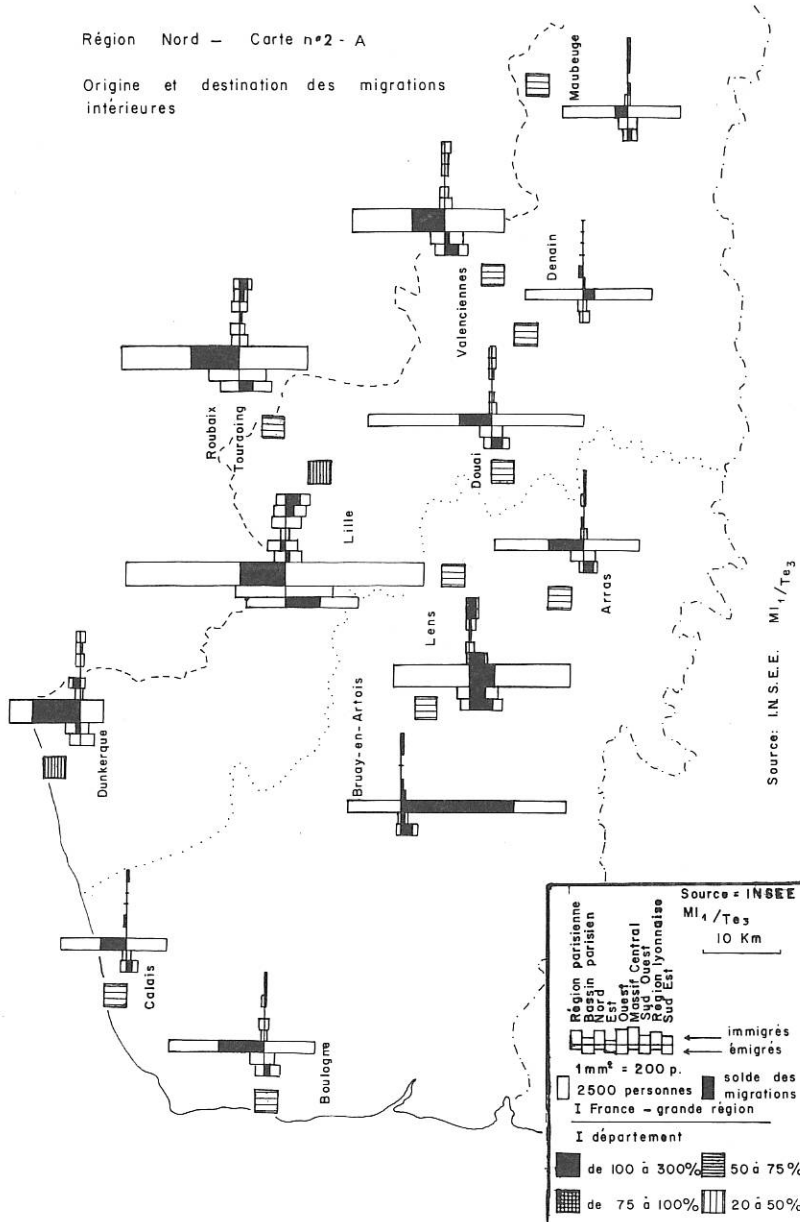 Région Nord – Carte nº2 - A
Origine et destination des migrations
intérieures
Maubeuge
Valenciennes
Denain
Roubaix
Touraoing
Douai
Lille
Arras
Lens
Dunkerque
Bruay-en-Artois
Calais
Boulogne
Source: I.N.S.E.E. MI1/Te3
Source = INSEE
MI1/Te3
10 Km
Région parisienne
Bassin parisien
Nord
Est
Ouest
Massif Central
Sud Ouest
Région lyonnaise
Sud Est
immigrés
émigrés
1mm² = 200 p.
2500 personnes
solde des
migrations
I France – grande région
I département
de 100 à 300%
50 à 75%
de 75 à 100%
20 à 50%